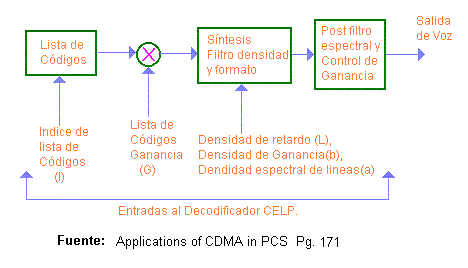 Lista de
Códigos
Síntesis
Filtro densidad
y formato
Post filtro
espectral y
Control de
Ganancia
Salida
de Voz
Indice de
lista de
Códigos
(I)
Lista de
Códigos
Ganancia
(G)
Densidad de retardo (L),
Densidad de Ganancia(b),
Dendidad espectral de lineas(a)
Entradas al Decodificador CELP.
Fuente: Applications of CDMA in PCS Pg. 171